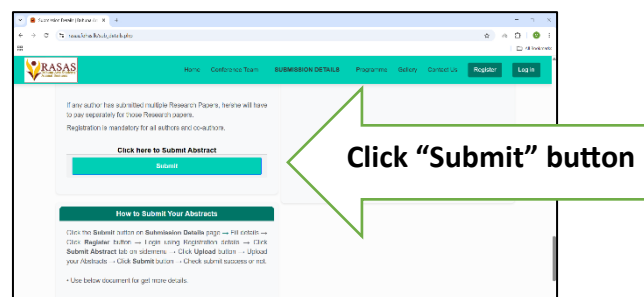 Submission Details
RASAS
Home Conference Team SUBMISSION DETAILS Programme Gallery Contact Us Register Log in
If any author has submitted multiple Research Papers, he/she will have
to pay separately for those Research papers.
Registration is mandatory for all authors and co-authors.
Click here to Submit Abstract
Submit
Click “Submit” button
How to Submit Your Abstracts
Click the Submit button on Submission Details page → Fill details →
Click Register button → Login using Registration details → Click
Submit Abstract tab on sidemenu → Click Upload button → Upload
your Abstracts → Click Submit button → Check submit success or not.
• Use below document for get more details.